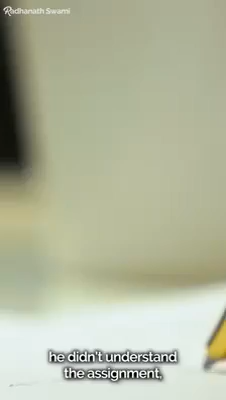 Radhanath Swami
he didn't understand
the assignment,